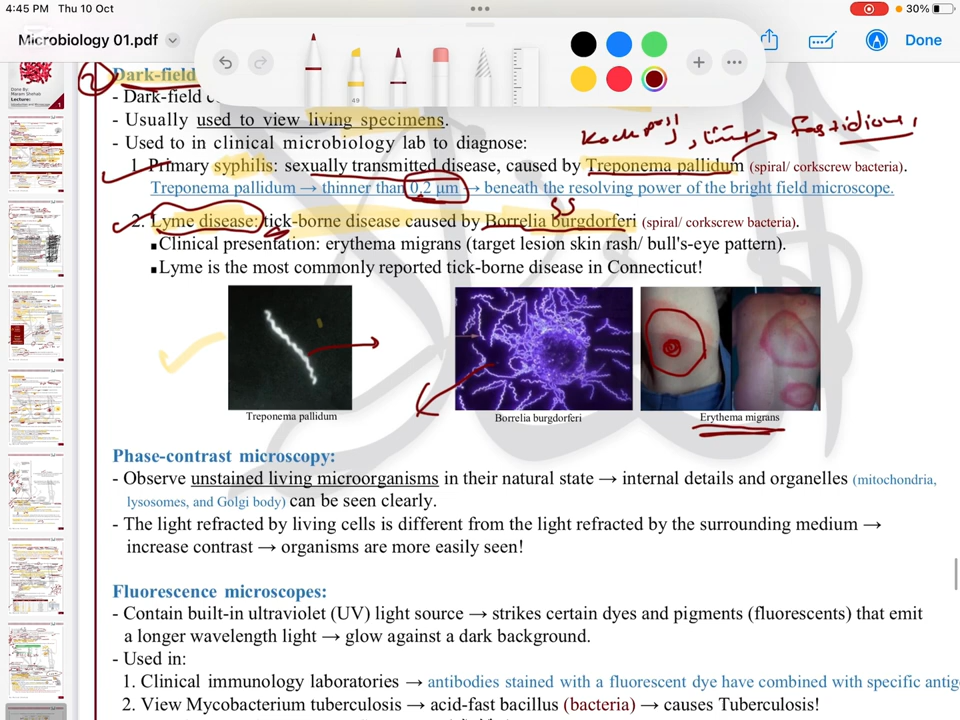 4:45 PM Thu 10 Oct
30%
Microbiology 01.pdf
Done
49
2
Dark-field
- Dark-field
- Usually used to view living specimens.
- Used to in clinical microbiology lab to diagnose:
Koch
Fastidious
1. Primary syphilis: sexually transmitted disease, caused by Treponema pallidum (spiral/ corkscrew bacteria).
Treponema pallidum → thinner than 0.2 µm → beneath the resolving power of the bright field microscope.
2. Lyme disease: tick-borne disease caused by Borrelia burgdorferi (spiral/ corkscrew bacteria).
▪Clinical presentation: erythema migrans (target lesion skin rash/ bull's-eye pattern).
▪Lyme is the most commonly reported tick-borne disease in Connecticut!
Treponema pallidum
Borrelia burgdorferi
Erythema migrans
Phase-contrast microscopy:
- Observe unstained living microorganisms in their natural state → internal details and organelles (mitochondria,
lysosomes, and Golgi body) can be seen clearly.
- The light refracted by living cells is different from the light refracted by the surrounding medium →
increase contrast → organisms are more easily seen!
Fluorescence microscopes:
- Contain built-in ultraviolet (UV) light source → strikes certain dyes and pigments (fluorescents) that emit
a longer wavelength light → glow against a dark background.
- Used in:
1. Clinical immunology laboratories → antibodies stained with a fluorescent dye have combined with specific antig
2. View Mycobacterium tuberculosis → acid-fast bacillus (bacteria) → causes Tuberculosis!